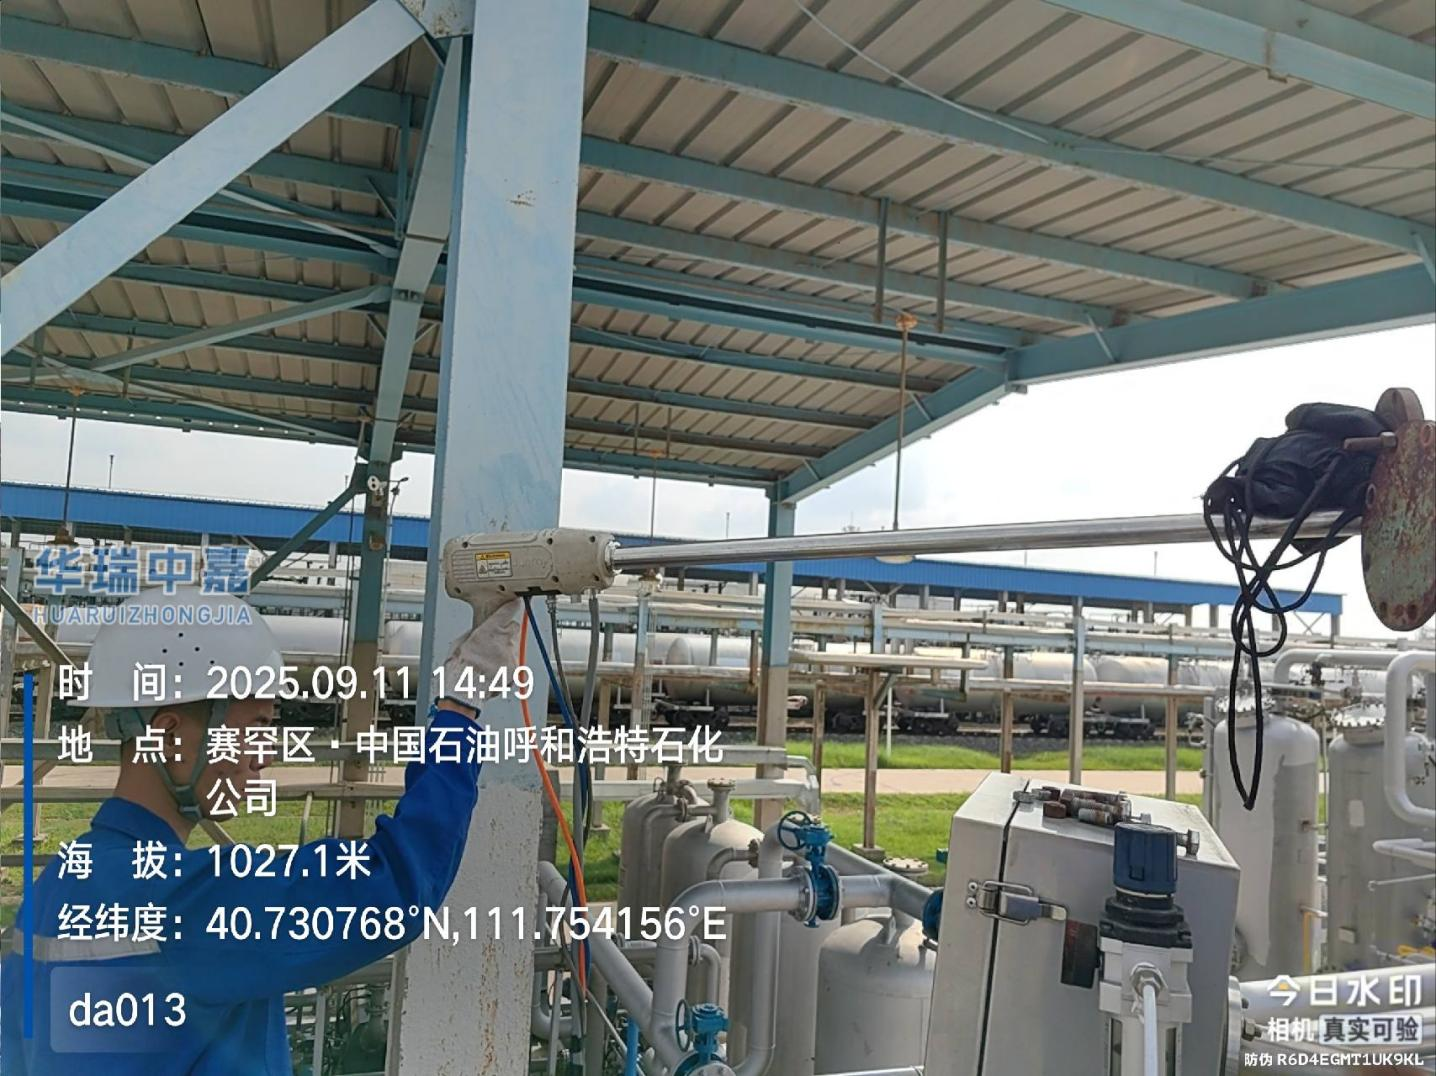 华瑞中嘉
HUARUIZHONGJIA
时 间：2025.09.11 14:49
地 点：赛罕区·中国石油呼和浩特石化
公司
海 拔：1027.1米
经纬度：40.730768°N,111.754156°E
da013
今日水印
相机 真实可验
防伪 R6D4EGMT1UK9KL